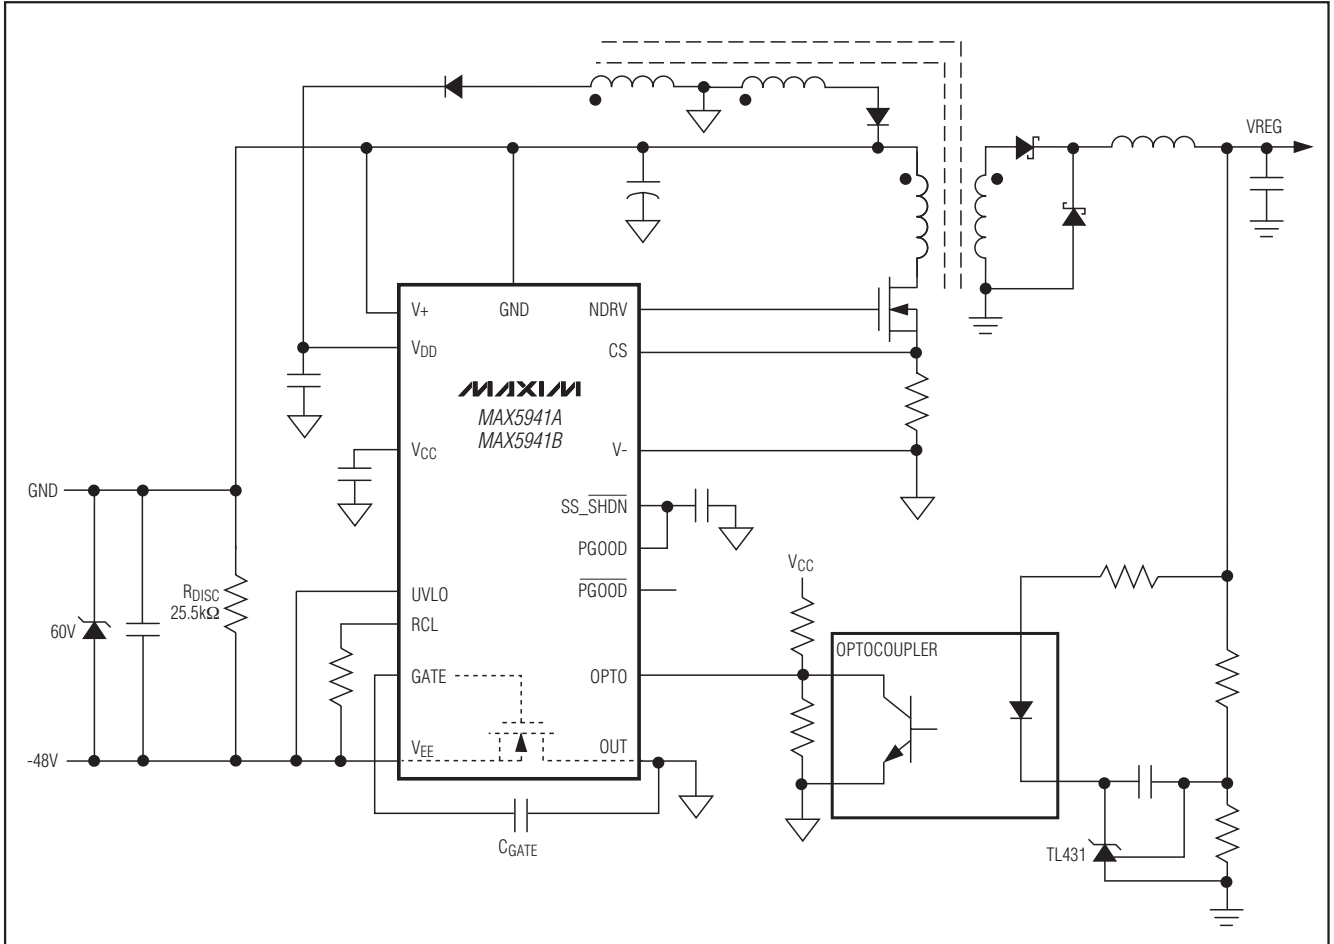 VREG
V+
GND
NDRV
VDD
CS
MAXIM
MAX5941A
MAX5941B
VCC
V-
GND
SS_SHDN
PGOOD
VCC
RDISC
25.5kΩ
UVLO
PGOOD
60V
RCL
OPTOCOUPLER
GATE
OPTO
-48V
VEE
OUT
CGATE
TL431